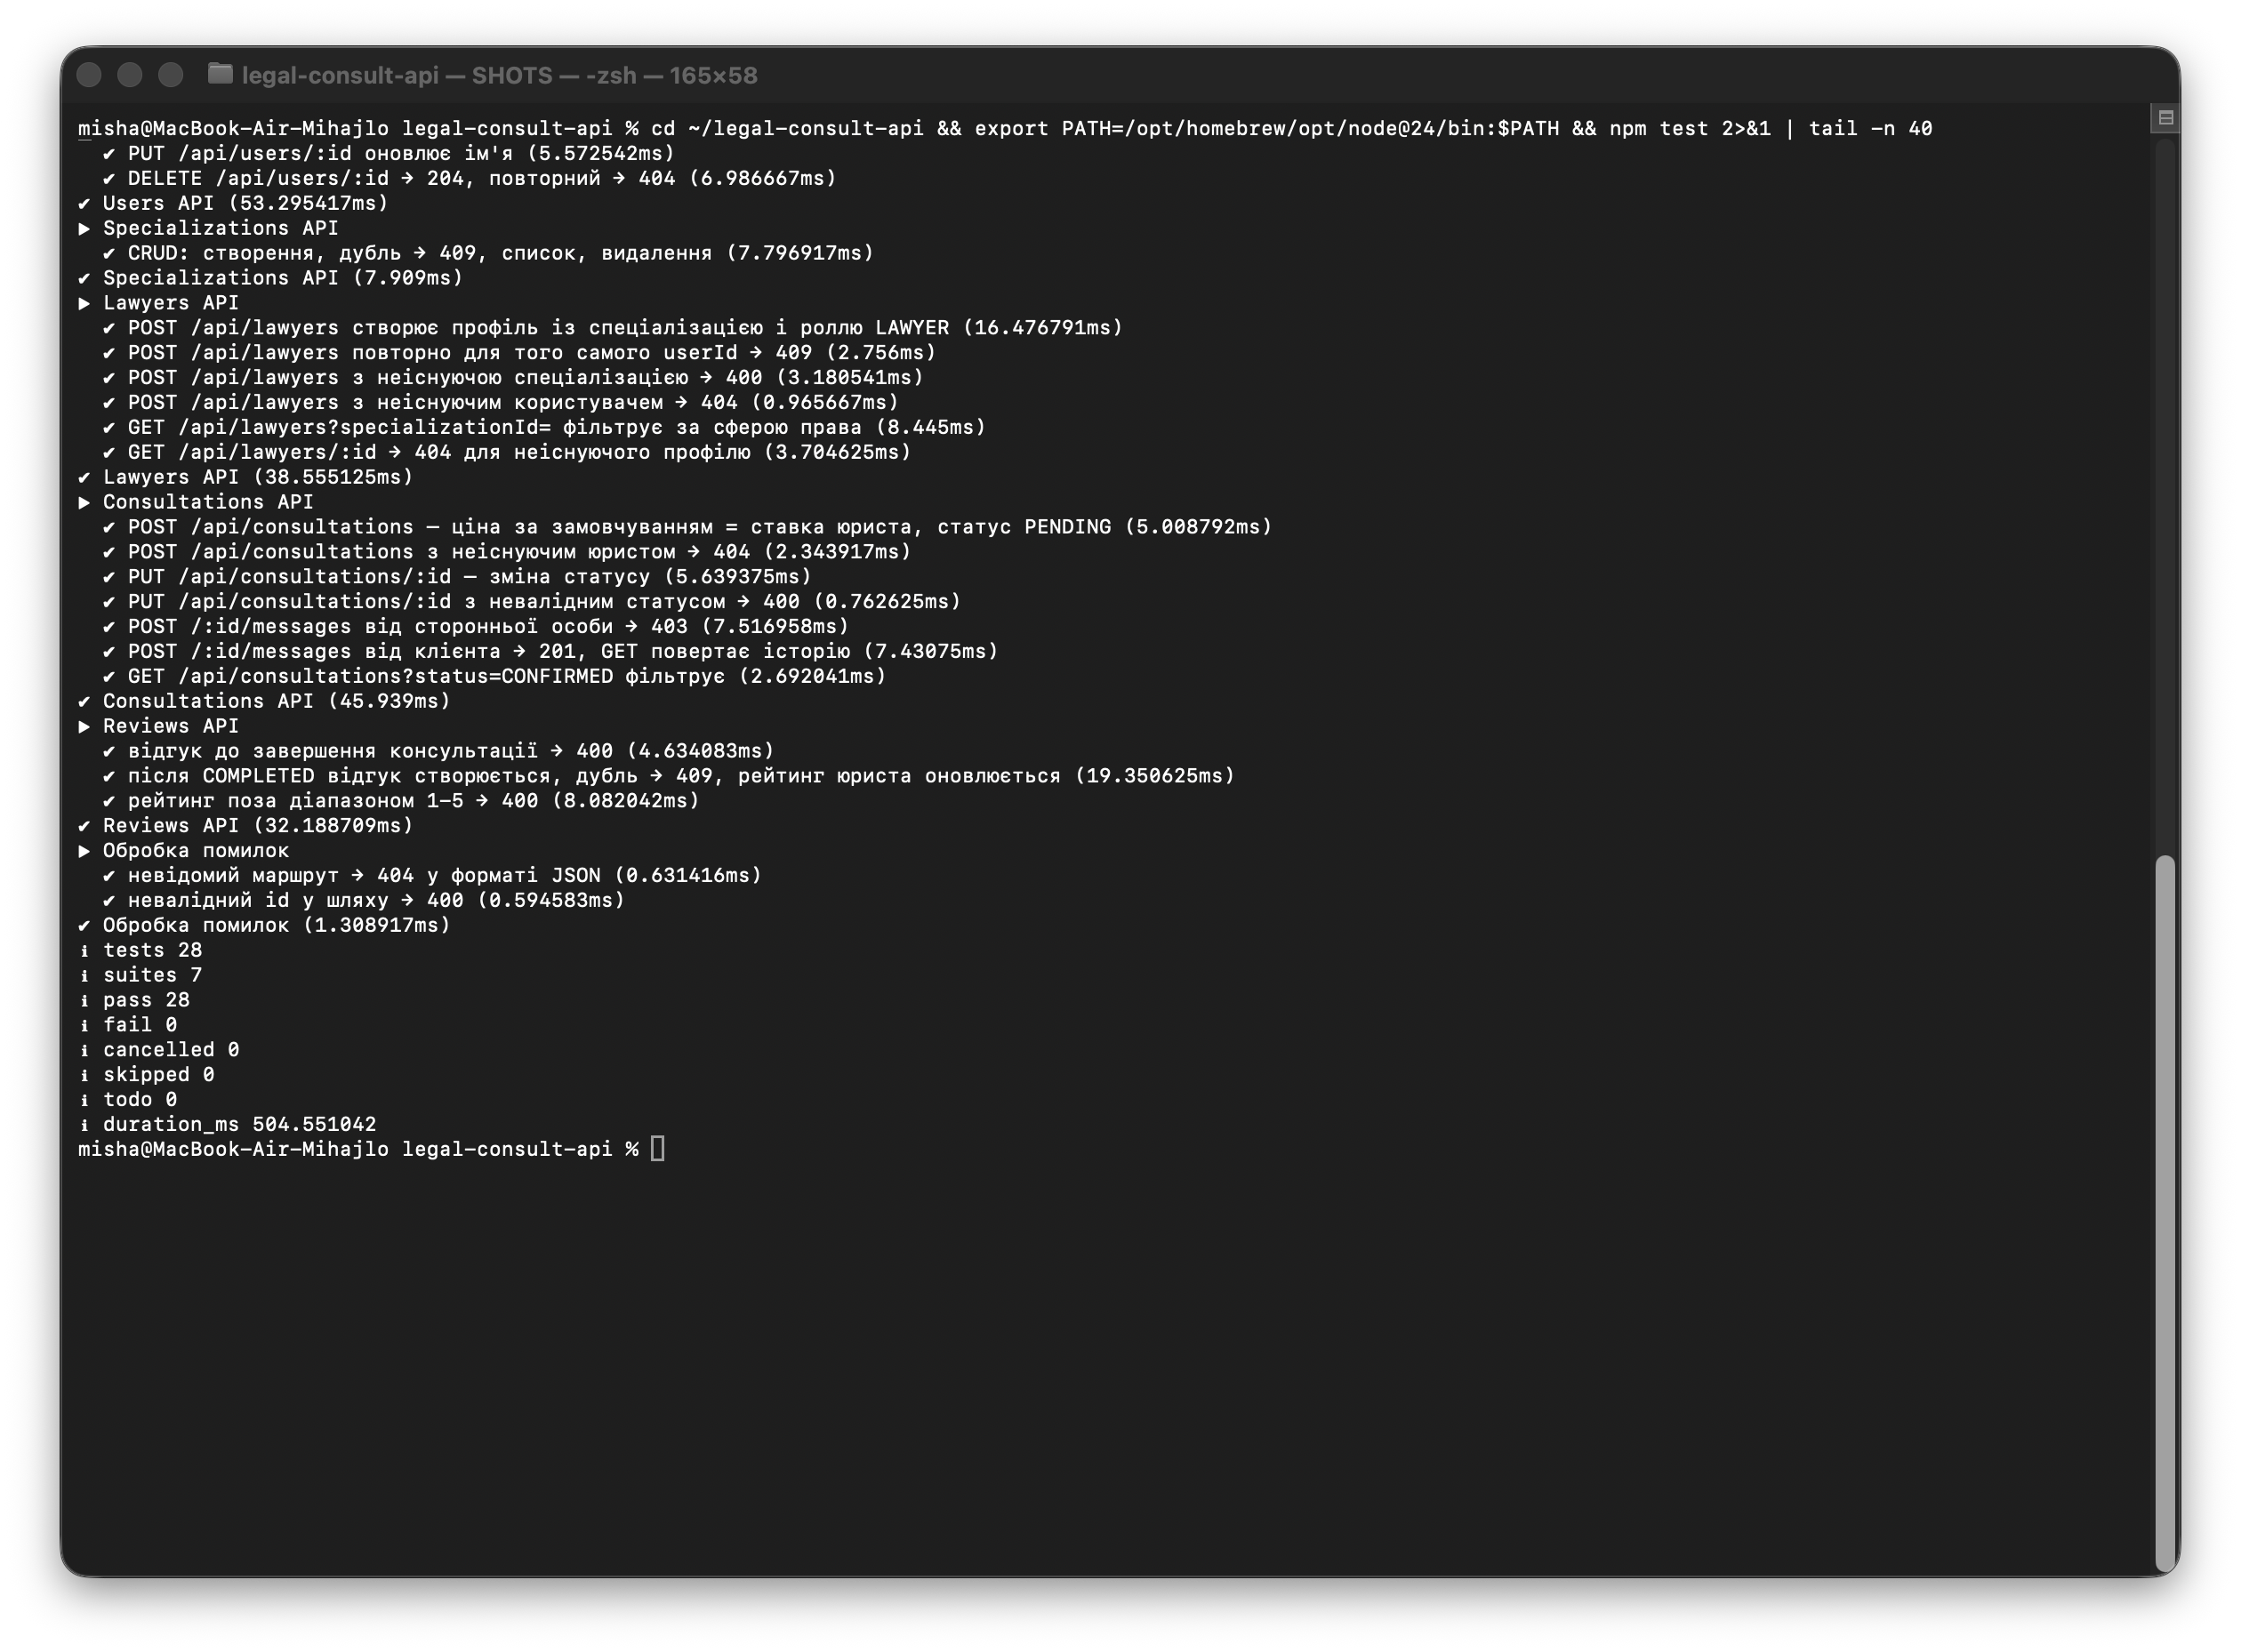 legal-consult-api — SHOTS — -zsh — 165×58
misha@MacBook-Air-Mihajlo legal-consult-api % cd ~/legal-consult-api && export PATH=/opt/homebrew/opt/node@24/bin:$PATH && npm test 2>&1 | tail -n 40
✔ PUT /api/users/:id оновлює ім'я (5.572542ms)
✔ DELETE /api/users/:id → 204, повторний → 404 (6.986667ms)
✔ Users API (53.295417ms)
▶ Specializations API
✔ CRUD: створення, дубль → 409, список, видалення (7.796917ms)
✔ Specializations API (7.909ms)
▶ Lawyers API
✔ POST /api/lawyers створює профіль із спеціалізацією і роллю LAWYER (16.476791ms)
✔ POST /api/lawyers повторно для того самого userId → 409 (2.756ms)
✔ POST /api/lawyers з неіснуючою спеціалізацією → 400 (3.180541ms)
✔ POST /api/lawyers з неіснуючим користувачем → 404 (0.965667ms)
✔ GET /api/lawyers?specializationId= фільтрує за сферою права (8.445ms)
✔ GET /api/lawyers/:id → 404 для неіснуючого профілю (3.704625ms)
✔ Lawyers API (38.555125ms)
▶ Consultations API
✔ POST /api/consultations — ціна за замовчуванням = ставка юриста, статус PENDING (5.008792ms)
✔ POST /api/consultations з неіснуючим юристом → 404 (2.343917ms)
✔ PUT /api/consultations/:id — зміна статусу (5.639375ms)
✔ PUT /api/consultations/:id з невалідним статусом → 400 (0.762625ms)
✔ POST /:id/messages від сторонньої особи → 403 (7.516958ms)
✔ POST /:id/messages від клієнта → 201, GET повертає історію (7.43075ms)
✔ GET /api/consultations?status=CONFIRMED фільтрує (2.692041ms)
✔ Consultations API (45.939ms)
▶ Reviews API
✔ відгук до завершення консультації → 400 (4.634083ms)
✔ після COMPLETED відгук створюється, дубль → 409, рейтинг юриста оновлюється (19.350625ms)
✔ рейтинг поза діапазоном 1–5 → 400 (8.082042ms)
✔ Reviews API (32.188709ms)
▶ Обробка помилок
✔ невідомий маршрут → 404 у форматі JSON (0.631416ms)
✔ невалідний id у шляху → 400 (0.594583ms)
✔ Обробка помилок (1.308917ms)
ℹ tests 28
ℹ suites 7
ℹ pass 28
ℹ fail 0
ℹ cancelled 0
ℹ skipped 0
ℹ todo 0
ℹ duration_ms 504.551042
misha@MacBook-Air-Mihajlo legal-consult-api %